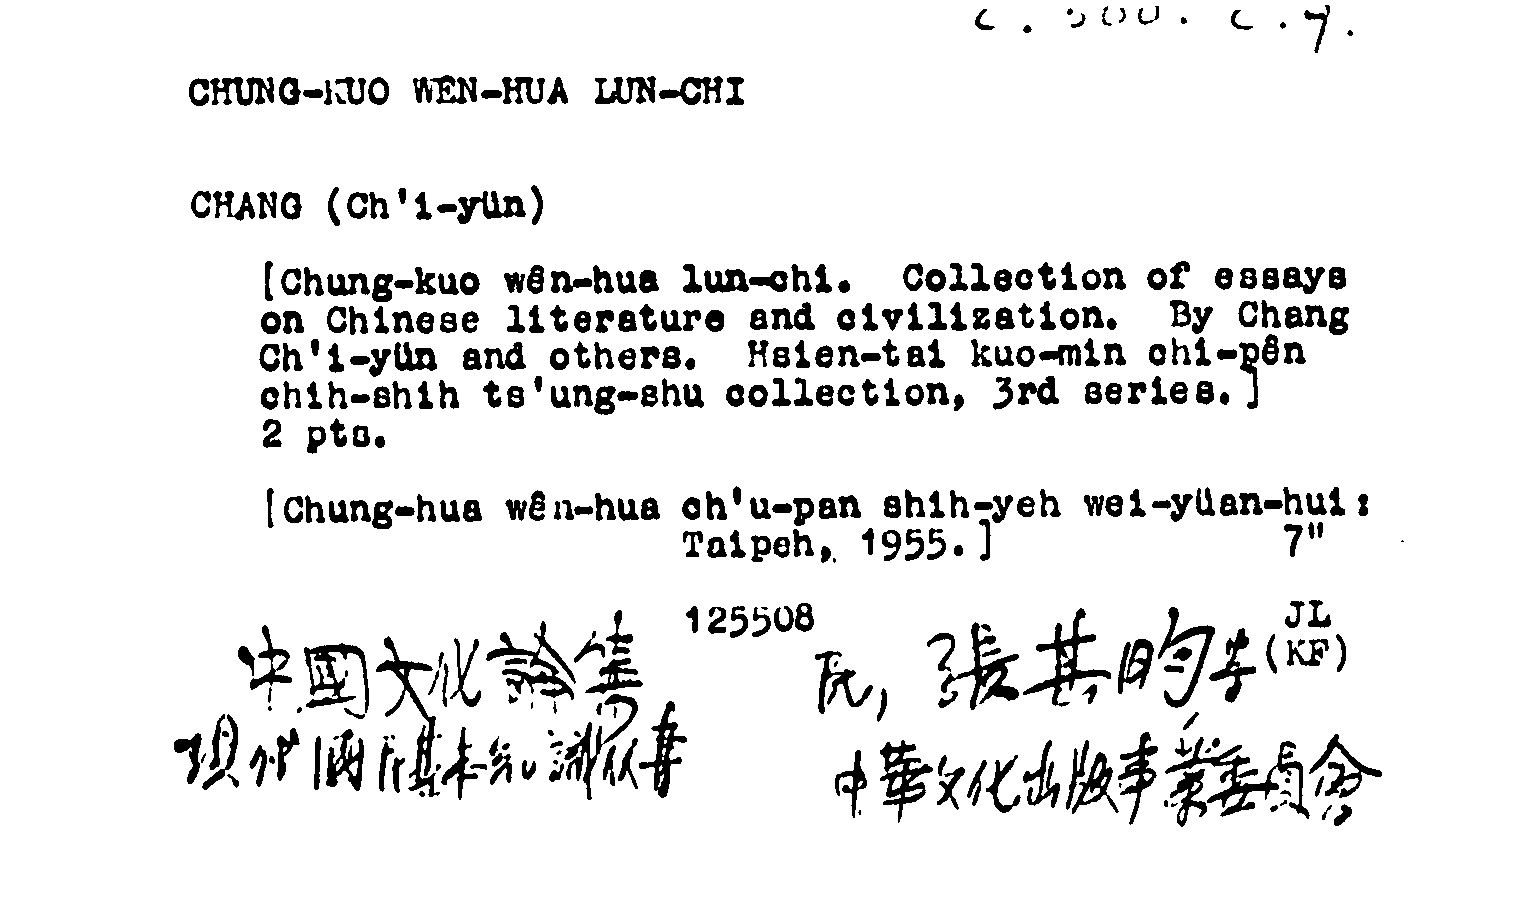 c. 500. c. 7.
CHUNG-KUO WÊN-HUA LUN-CHI
CHANG (Ch'i-yün)
[Chung-kuo wên-hua lun-chi. Collection of essays
on Chinese literature and civilization. By Chang
Ch'i-yün and others. Hsien-tai kuo-min chi-pên
chih-shih ts'ung-shu collection, 3rd series.]
2 pts.
[Chung-hua wên-hua ch'u-pan shih-yeh wei-yüan-hui:
Taipeh, 1955.] 7"
125508
JL
(KF)
中國文化論集 張其昀等
現代國民基本知識叢書 中華文化出版事業委員會